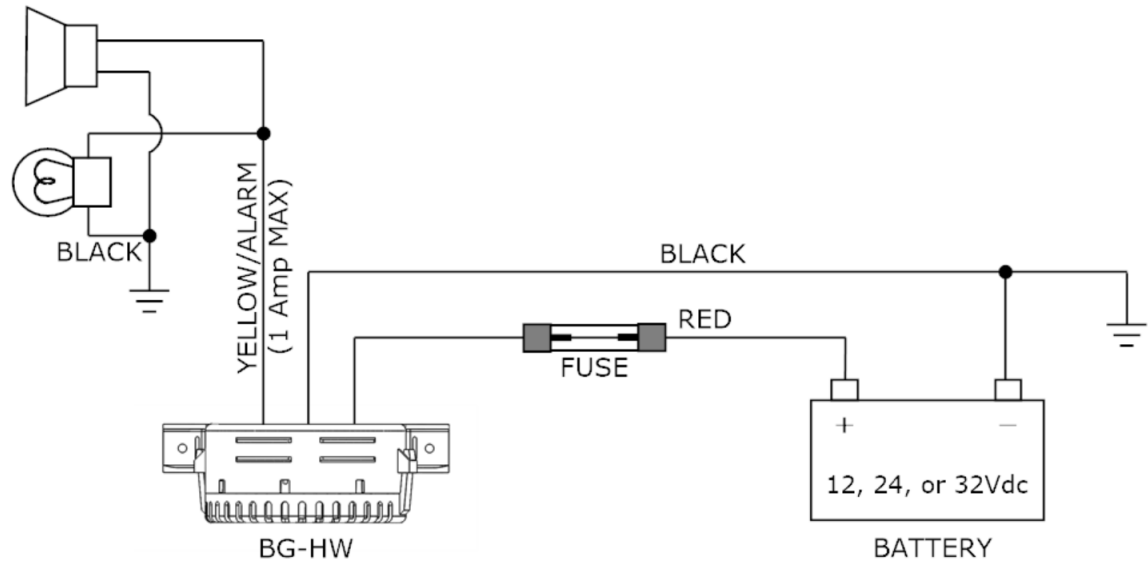 BLACK
YELLOW/ALARM
(1 Amp MAX)
BLACK
RED
FUSE
+
−
12, 24, or 32Vdc
BG-HW
BATTERY